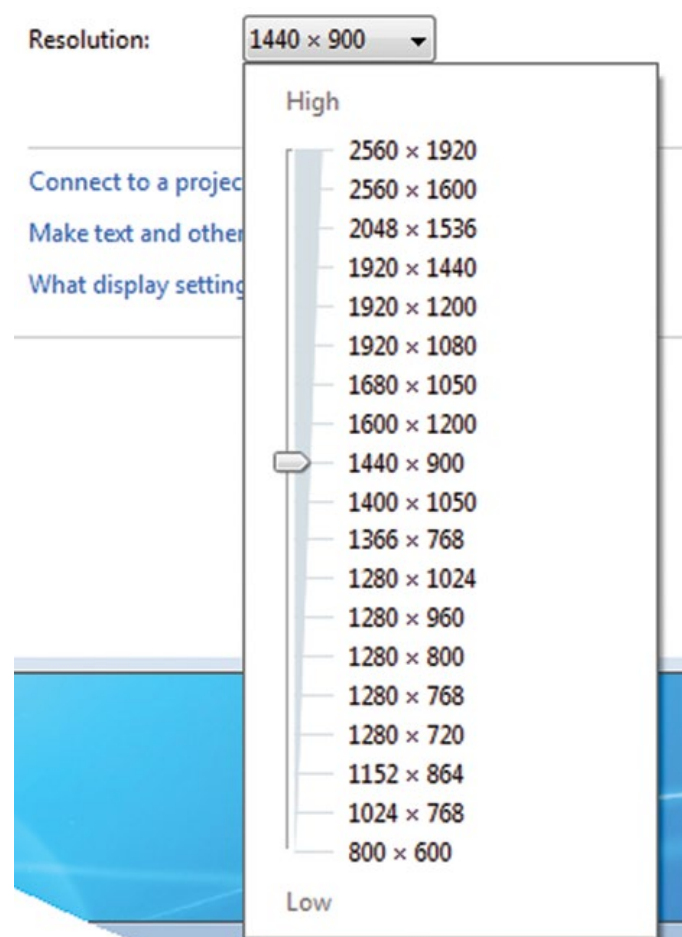 Resolution: 1440 × 900
High
2560 × 1920
Connect to a projec
2560 × 1600
Make text and other
2048 × 1536
1920 × 1440
What display setting
1920 × 1200
1920 × 1080
1680 × 1050
1600 × 1200
1440 × 900
1400 × 1050
1366 × 768
1280 × 1024
1280 × 960
1280 × 800
1280 × 768
1280 × 720
1152 × 864
1024 × 768
800 × 600
Low